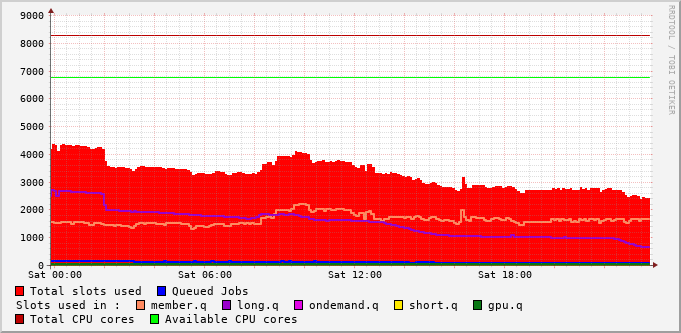 RRDTOOL / TOBI OETIKER
9000
8000
7000
6000
5000
4000
3000
2000
1000
0
Sat 00:00 Sat 06:00 Sat 12:00 Sat 18:00
Total slots used Queued Jobs
Slots used in : member.q long.q ondemand.q short.q gpu.q
Total CPU cores Available CPU cores